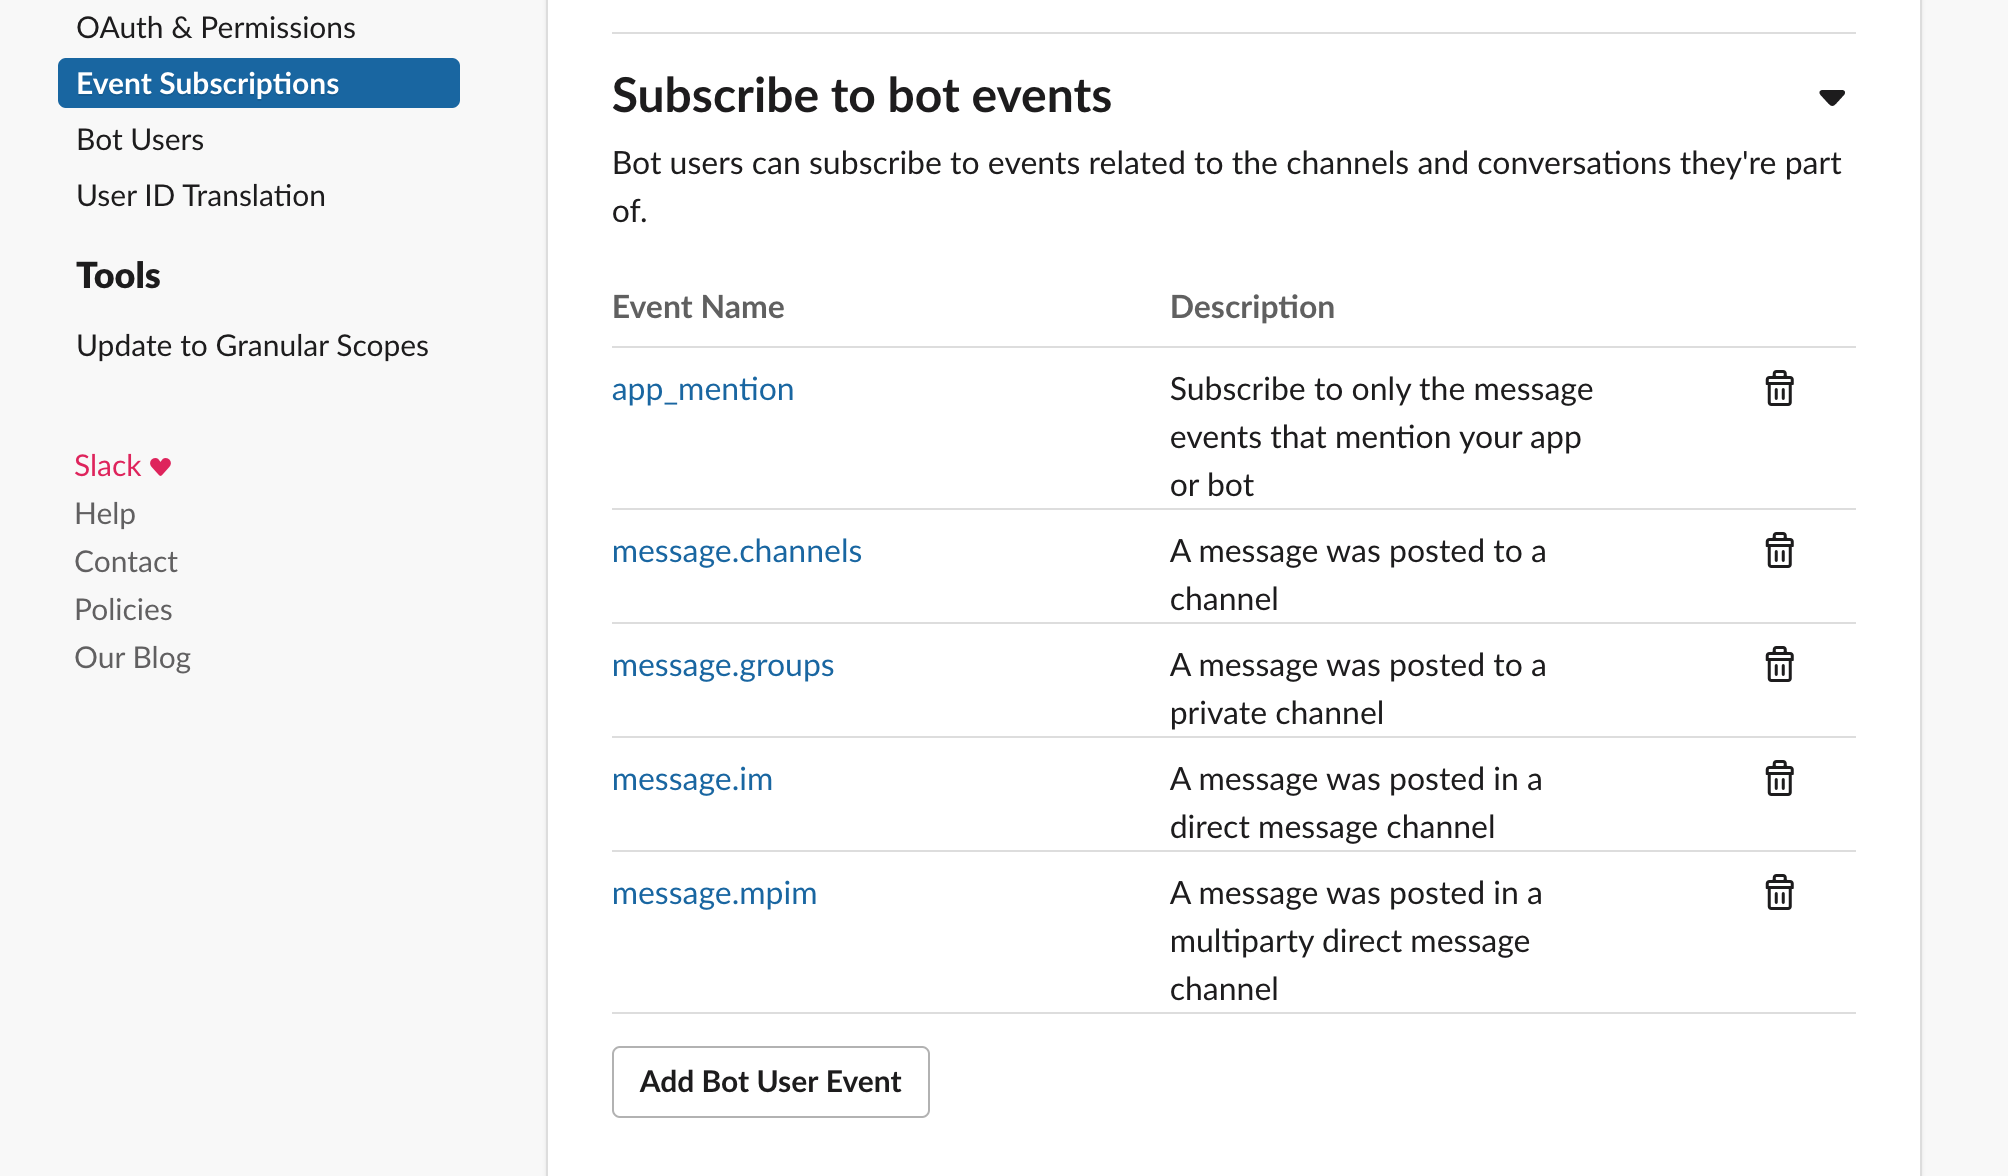 OAuth & Permissions
Event Subscriptions
Bot Users
User ID Translation
Tools
Update to Granular Scopes
Slack ♥
Help
Contact
Policies
Our Blog
Subscribe to bot events
Bot users can subscribe to events related to the channels and conversations they're part
of.
Event Name Description
app_mention Subscribe to only the message
events that mention your app
or bot
message.channels A message was posted to a
channel
message.groups A message was posted to a
private channel
message.im A message was posted in a
direct message channel
message.mpim A message was posted in a
multiparty direct message
channel
Add Bot User Event